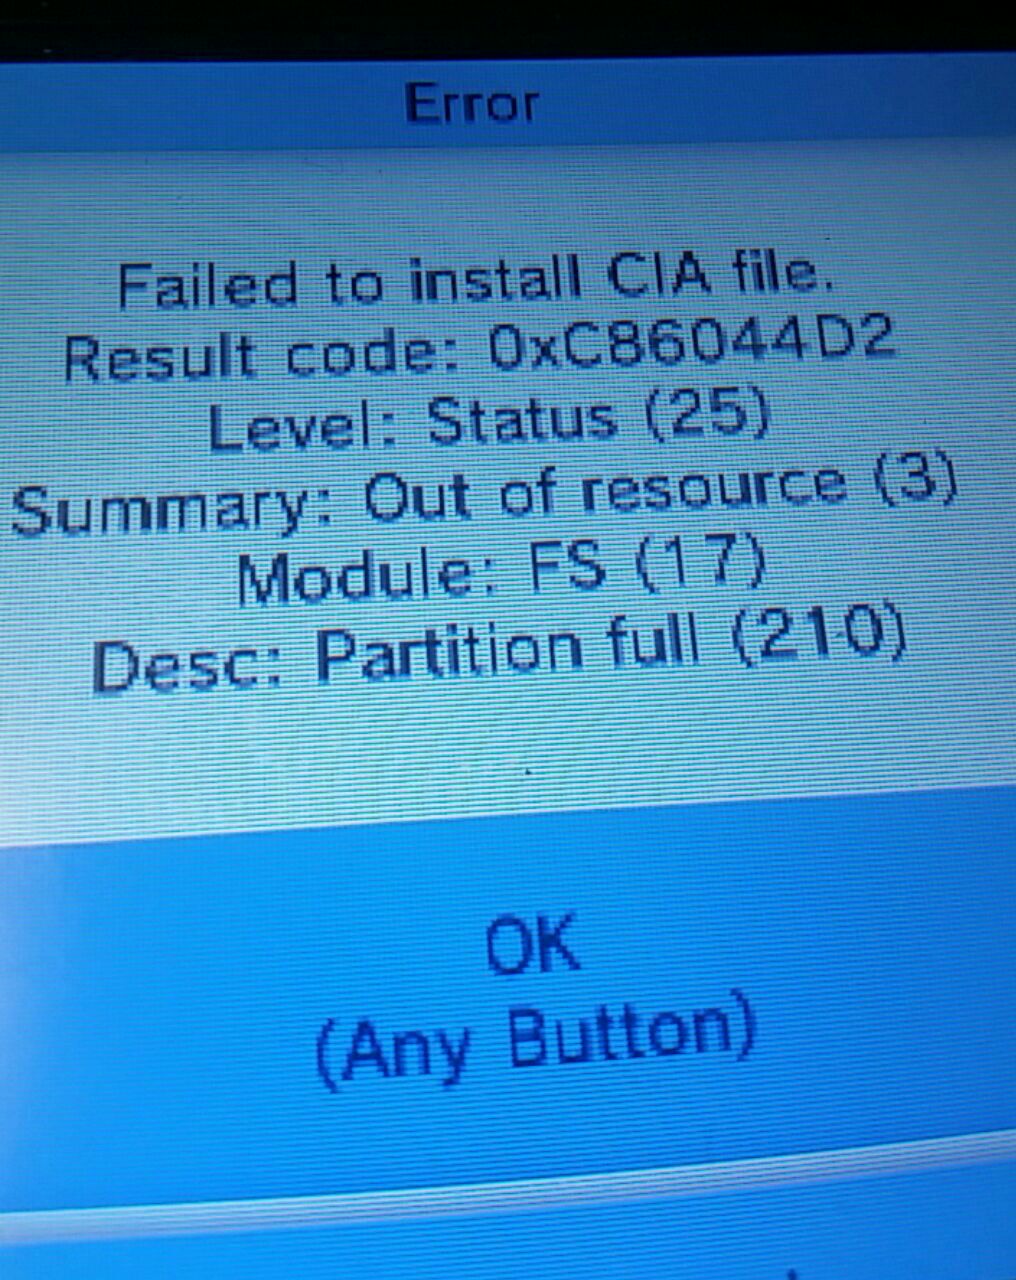 Error
Failed to install CIA file.
Result code: 0xC86044D2
Level: Status (25)
Summary: Out of resource (3)
Module: FS (17)
Desc: Partition full (210)
OK
(Any Button)